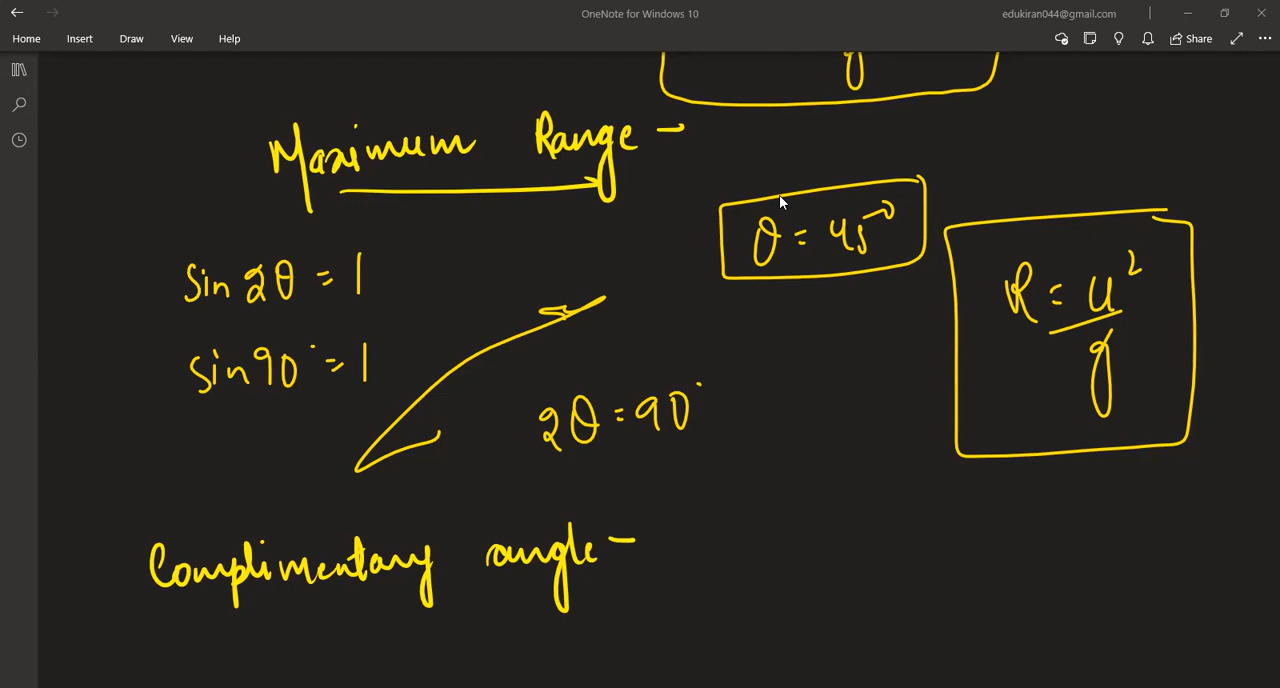 OneNote for Windows 10
edukiran044@gmail.com
Home Insert Draw View Help
Share
g
Maximum Range -
θ = 45°
sin 2θ = 1
R = u²
g
sin 90° = 1
2θ = 90°
Complimentary angle -